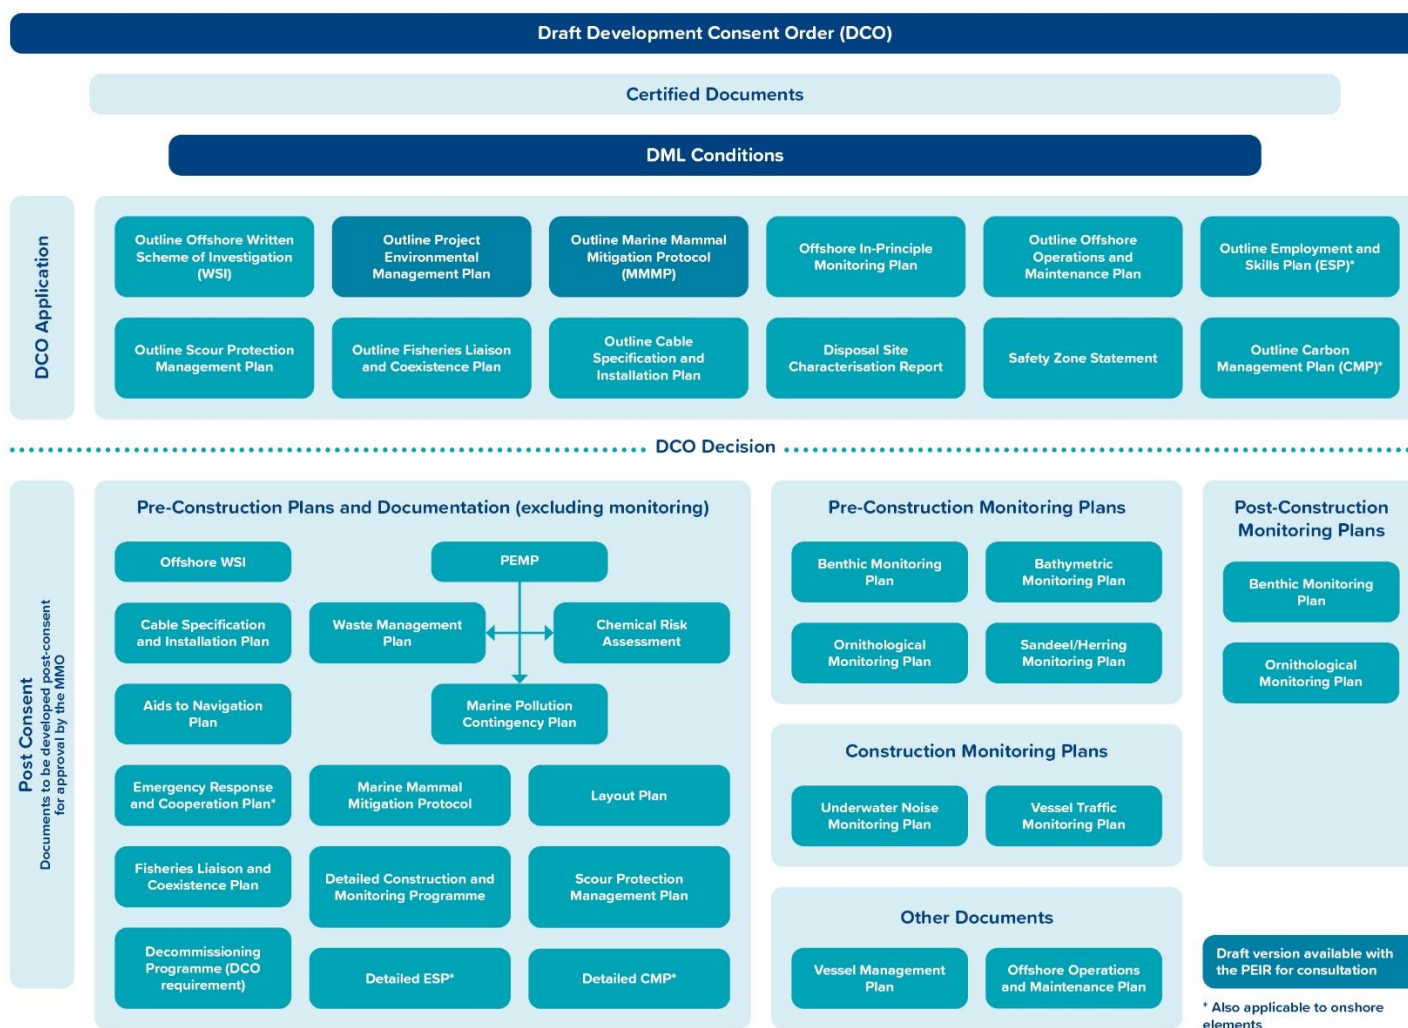 Draft Development Consent Order (DCO)
Certified Documents
DML Conditions
DCO Application
Outline Offshore Written
Scheme of Investigation
(WSI)
Outline Project
Environmental
Management Plan
Outline Marine Mammal
Mitigation Protocol
(MMMP)
Offshore In-Principle
Monitoring Plan
Outline Offshore
Operations and
Maintenance Plan
Outline Employment and
Skills Plan (ESP)*
Outline Scour Protection
Management Plan
Outline Fisheries Liaison
and Coexistence Plan
Outline Cable
Specification and
Installation Plan
Disposal Site
Characterisation Report
Safety Zone Statement
Outline Carbon
Management Plan (CMP)*
DCO Decision
Post Consent
Documents to be developed post-consent
for approval by the MMO
Pre-Construction Plans and Documentation (excluding monitoring)
Offshore WSI
PEMP
Cable Specification
and Installation Plan
Waste Management
Plan
Chemical Risk
Assessment
Aids to Navigation
Plan
Marine Pollution
Contingency Plan
Emergency Response
and Cooperation Plan*
Marine Mammal
Mitigation Protocol
Layout Plan
Fisheries Liaison and
Coexistence Plan
Detailed Construction and
Monitoring Programme
Scour Protection
Management Plan
Decommissioning
Programme (DCO
requirement)
Detailed ESP*
Detailed CMP*
Pre-Construction Monitoring Plans
Benthic Monitoring
Plan
Bathymetric
Monitoring Plan
Ornithological
Monitoring Plan
Sandeel/Herring
Monitoring Plan
Construction Monitoring Plans
Underwater Noise
Monitoring Plan
Vessel Traffic
Monitoring Plan
Other Documents
Vessel Management
Plan
Offshore Operations
and Maintenance Plan
Post-Construction
Monitoring Plans
Benthic Monitoring
Plan
Ornithological
Monitoring Plan
Draft version available with
the PEIR for consultation
* Also applicable to onshore
elements